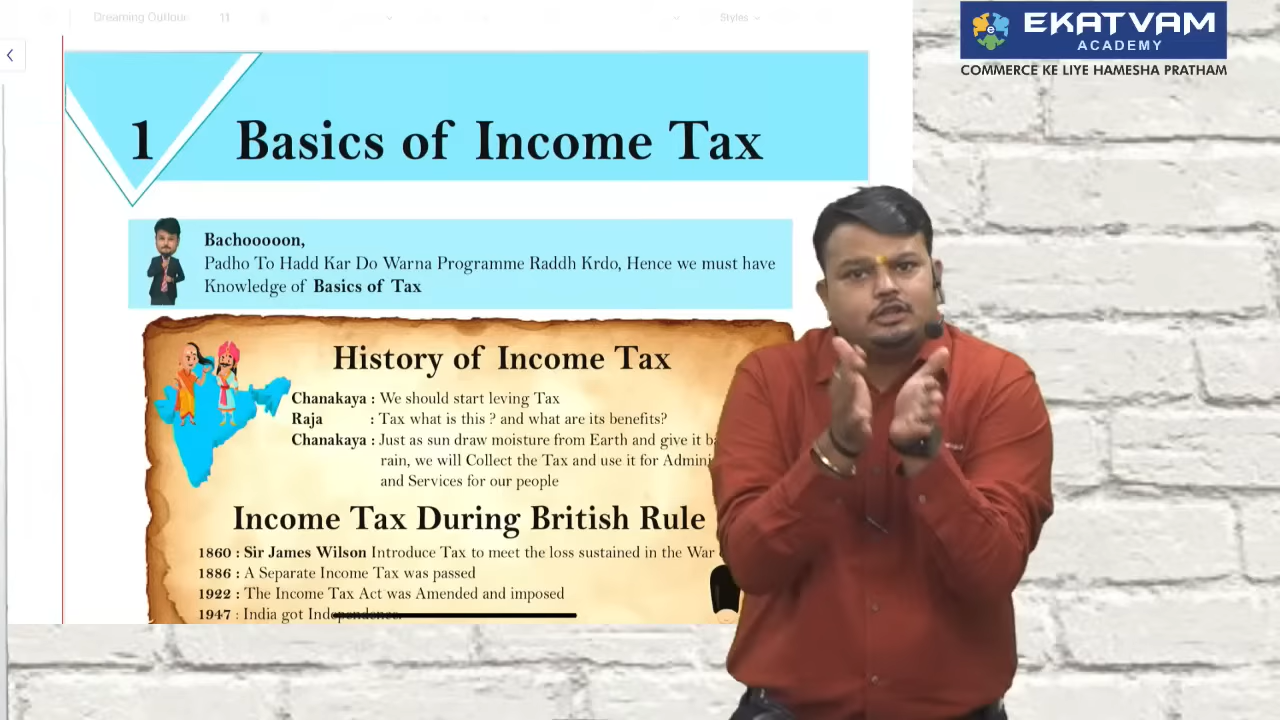 Dreaming Outlour 11 Styles
EKATVAM
ACADEMY
COMMERCE KE LIYE HAMESHA PRATHAM
1 Basics of Income Tax
Bachooooon,
Padho To Hadd Kar Do Warna Programme Raddh Krdo, Hence we must have
Knowledge of Basics of Tax
History of Income Tax
Chanakaya : We should start leving Tax
Raja : Tax what is this ? and what are its benefits?
Chanakaya : Just as sun draw moisture from Earth and give it
rain, we will Collect the Tax and use it for
and Services for our people
Income Tax During British Rule
1860 : Sir James Wilson Introduce Tax to meet the loss sustained in the War
1886 : A Separate Income Tax was passed
1922 : The Income Tax Act was Amended and imposed
1947 : India got Independence.